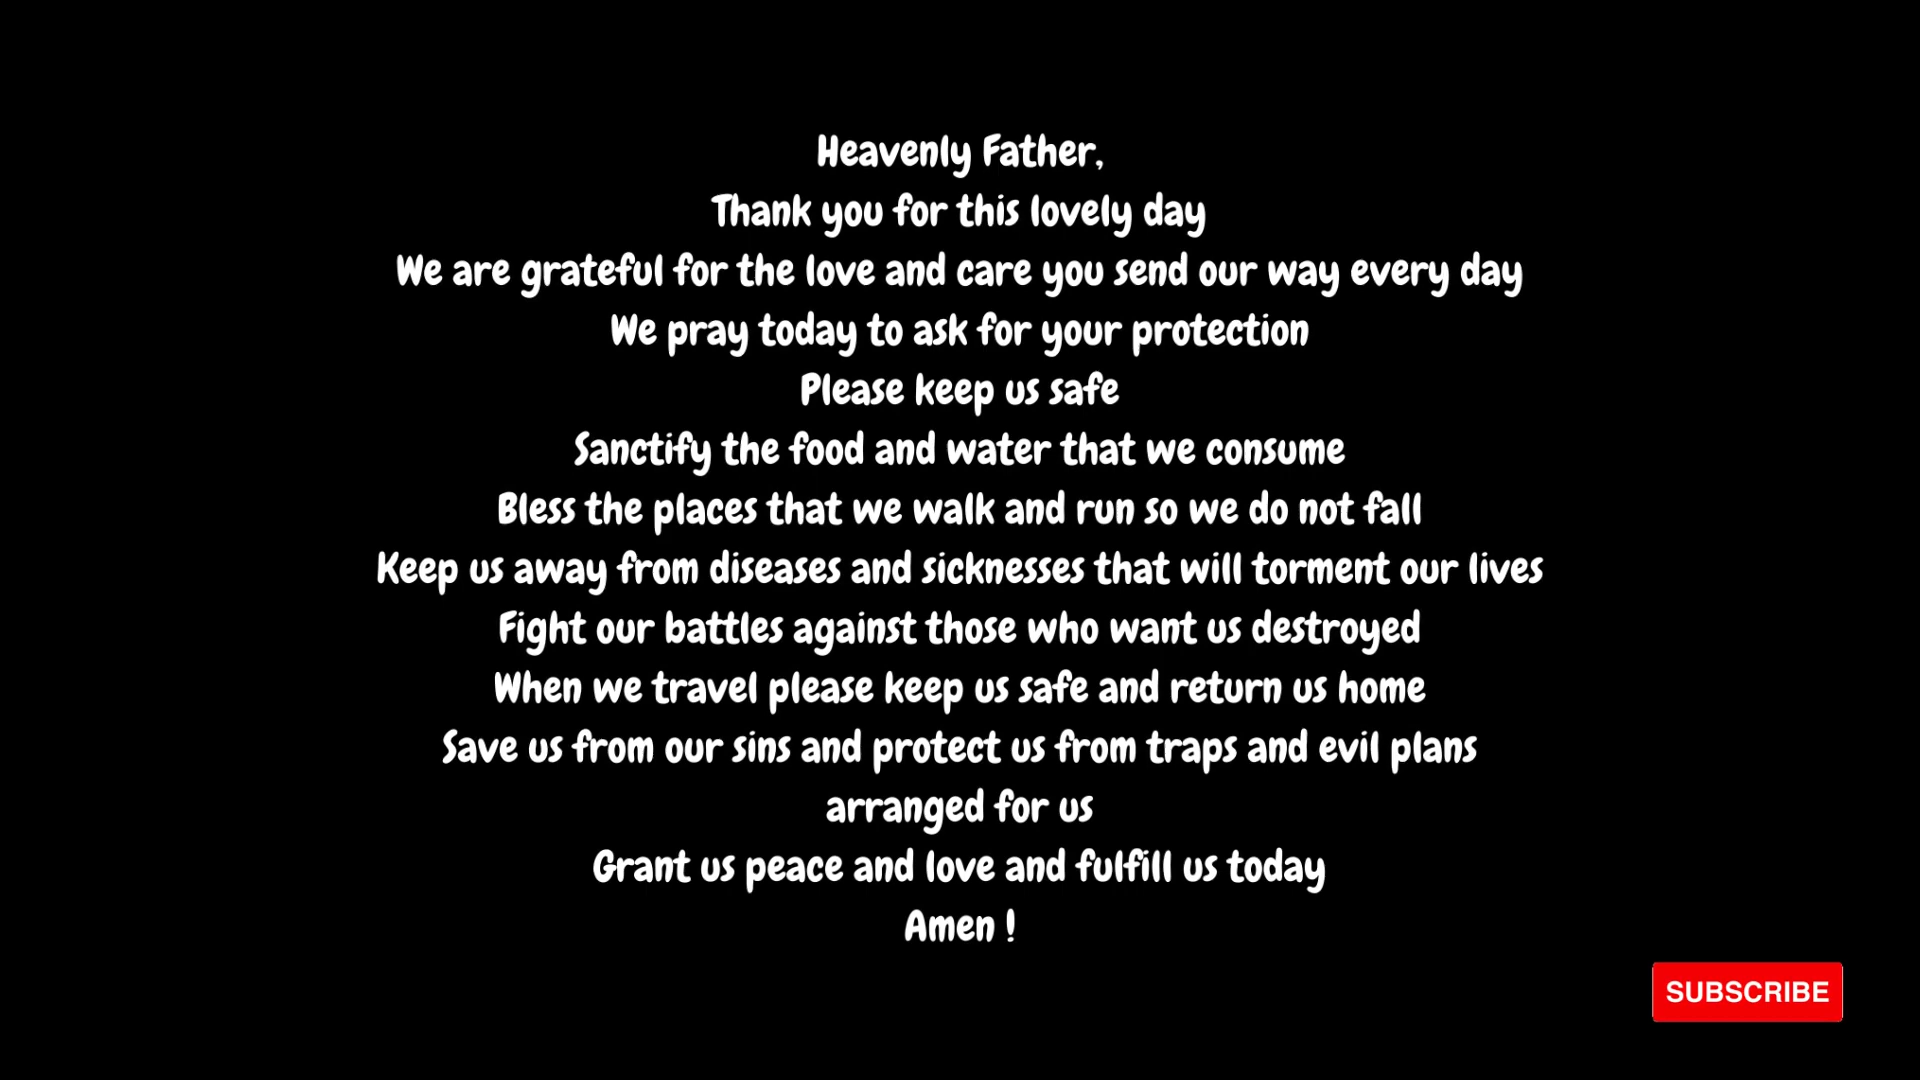 Heavenly Father,
Thank you for this lovely day
We are grateful for the love and care you send our way every day
We pray today to ask for your protection
Please keep us safe
Sanctify the food and water that we consume
Bless the places that we walk and run so we do not fall
Keep us away from diseases and sicknesses that will torment our lives
Fight our battles against those who want us destroyed
When we travel please keep us safe and return us home
Save us from our sins and protect us from traps and evil plans
arranged for us
Grant us peace and love and fulfill us today
Amen !
SUBSCRIBE